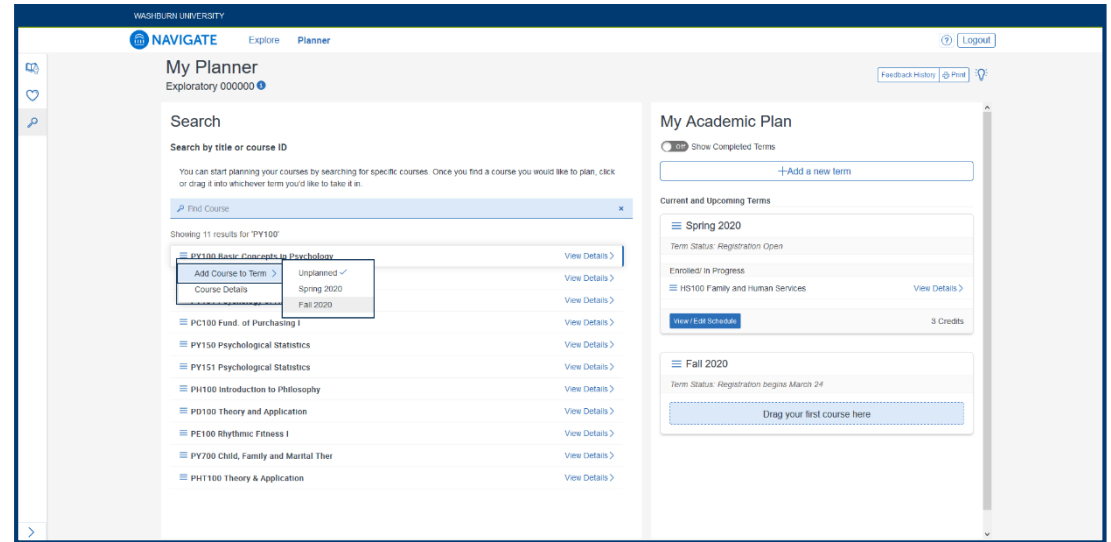 WASHBURN UNIVERSITY
NAVIGATE Explore Planner ? Logout
My Planner
Exploratory 000000
Feedback History Print
Search
Search by title or course ID
You can start planning your courses by searching for specific courses. Once you find a course you would like to plan, click
or drag it into whichever term you'd like to take it in.
Find Course ×
Showing 11 results for 'PY100'
PY100 Basic Concepts in Psychology View Details >
Add Course to Term > Unplanned ✓ View Details >
Course Details Spring 2020
View Details >
Fall 2020
PC100 Fund. of Purchasing I View Details >
PY150 Psychological Statistics View Details >
PY151 Psychological Statistics View Details >
PH100 Introduction to Philosophy View Details >
PD100 Theory and Application View Details >
PE100 Rhythmic Fitness I View Details >
PY700 Child, Family and Marital Ther View Details >
PHT100 Theory & Application View Details >
My Academic Plan
Off Show Completed Terms
+Add a new term
Current and Upcoming Terms
Spring 2020
Term Status: Registration Open
Enrolled/ In Progress
HS100 Family and Human Services View Details >
View / Edit Schedule 3 Credits
Fall 2020
Term Status: Registration begins March 24
Drag your first course here